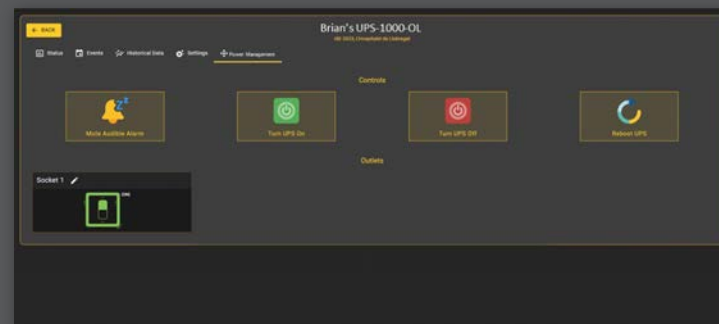 ← BACK
Brian's UPS-1000-OL
Status
Events
Historical Data
Settings
Power Management
Controls
Mute Audible Alarm
Turn UPS On
Turn UPS Off
Reboot UPS
Outlets
Socket 1